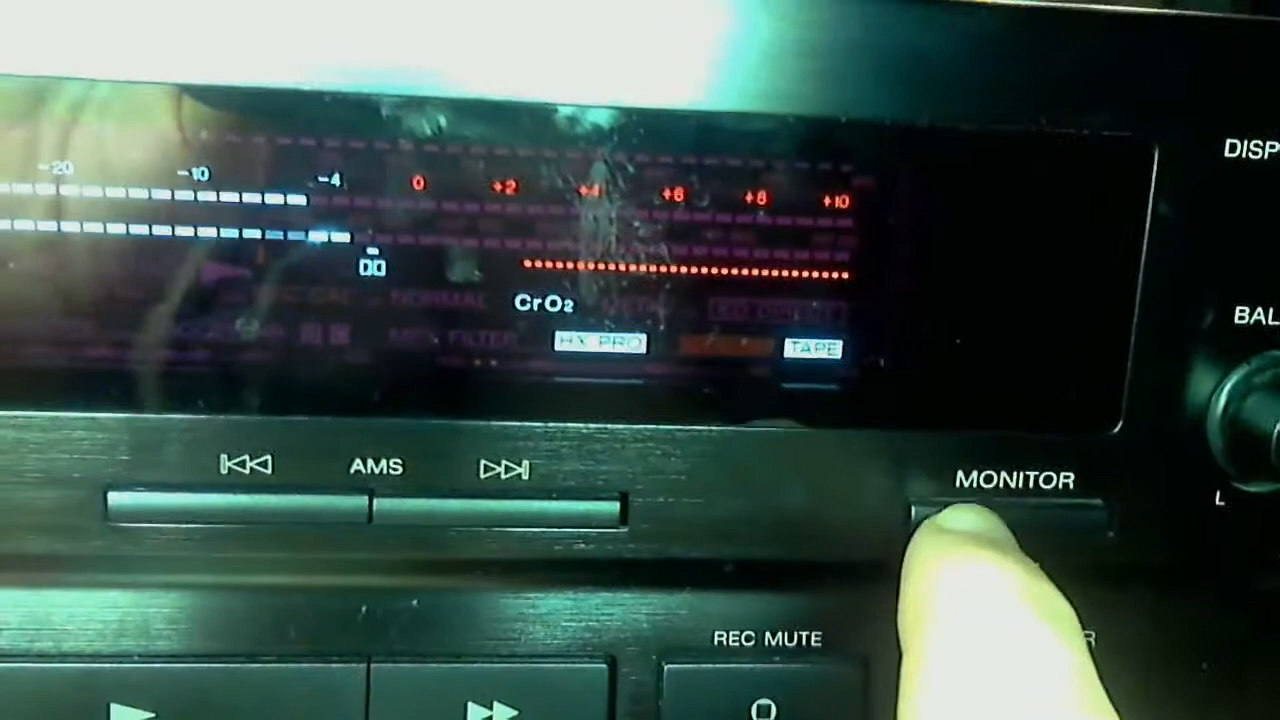 DISP
-20 -10 -4 0 +2 +4 +6 +8 +10
BAL
NORMAL CrO2 METAL
MPX FILTER HX PRO TAPE
AMS
MONITOR
L
REC MUTE
R